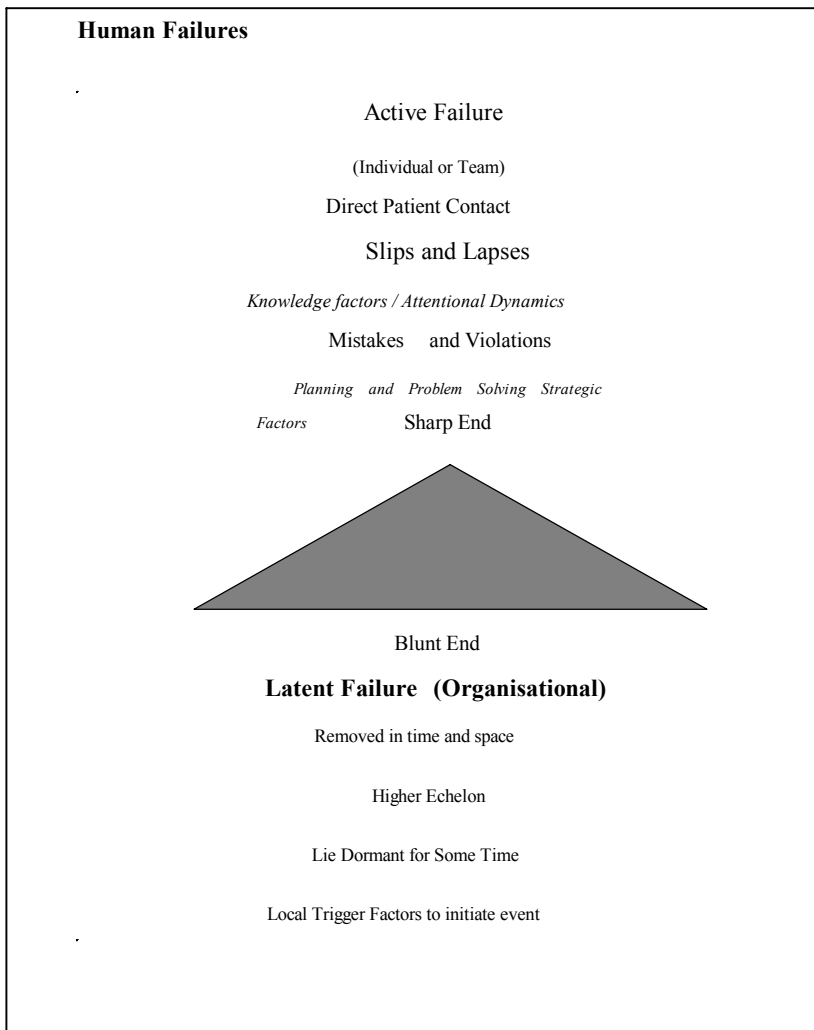 Human Failures
Active Failure
(Individual or Team)
Direct Patient Contact
Slips and Lapses
Knowledge factors / Attentional Dynamics
Mistakes and Violations
Planning and Problem Solving Strategic
Factors Sharp End
Blunt End
Latent Failure (Organisational)
Removed in time and space
Higher Echelon
Lie Dormant for Some Time
Local Trigger Factors to initiate event